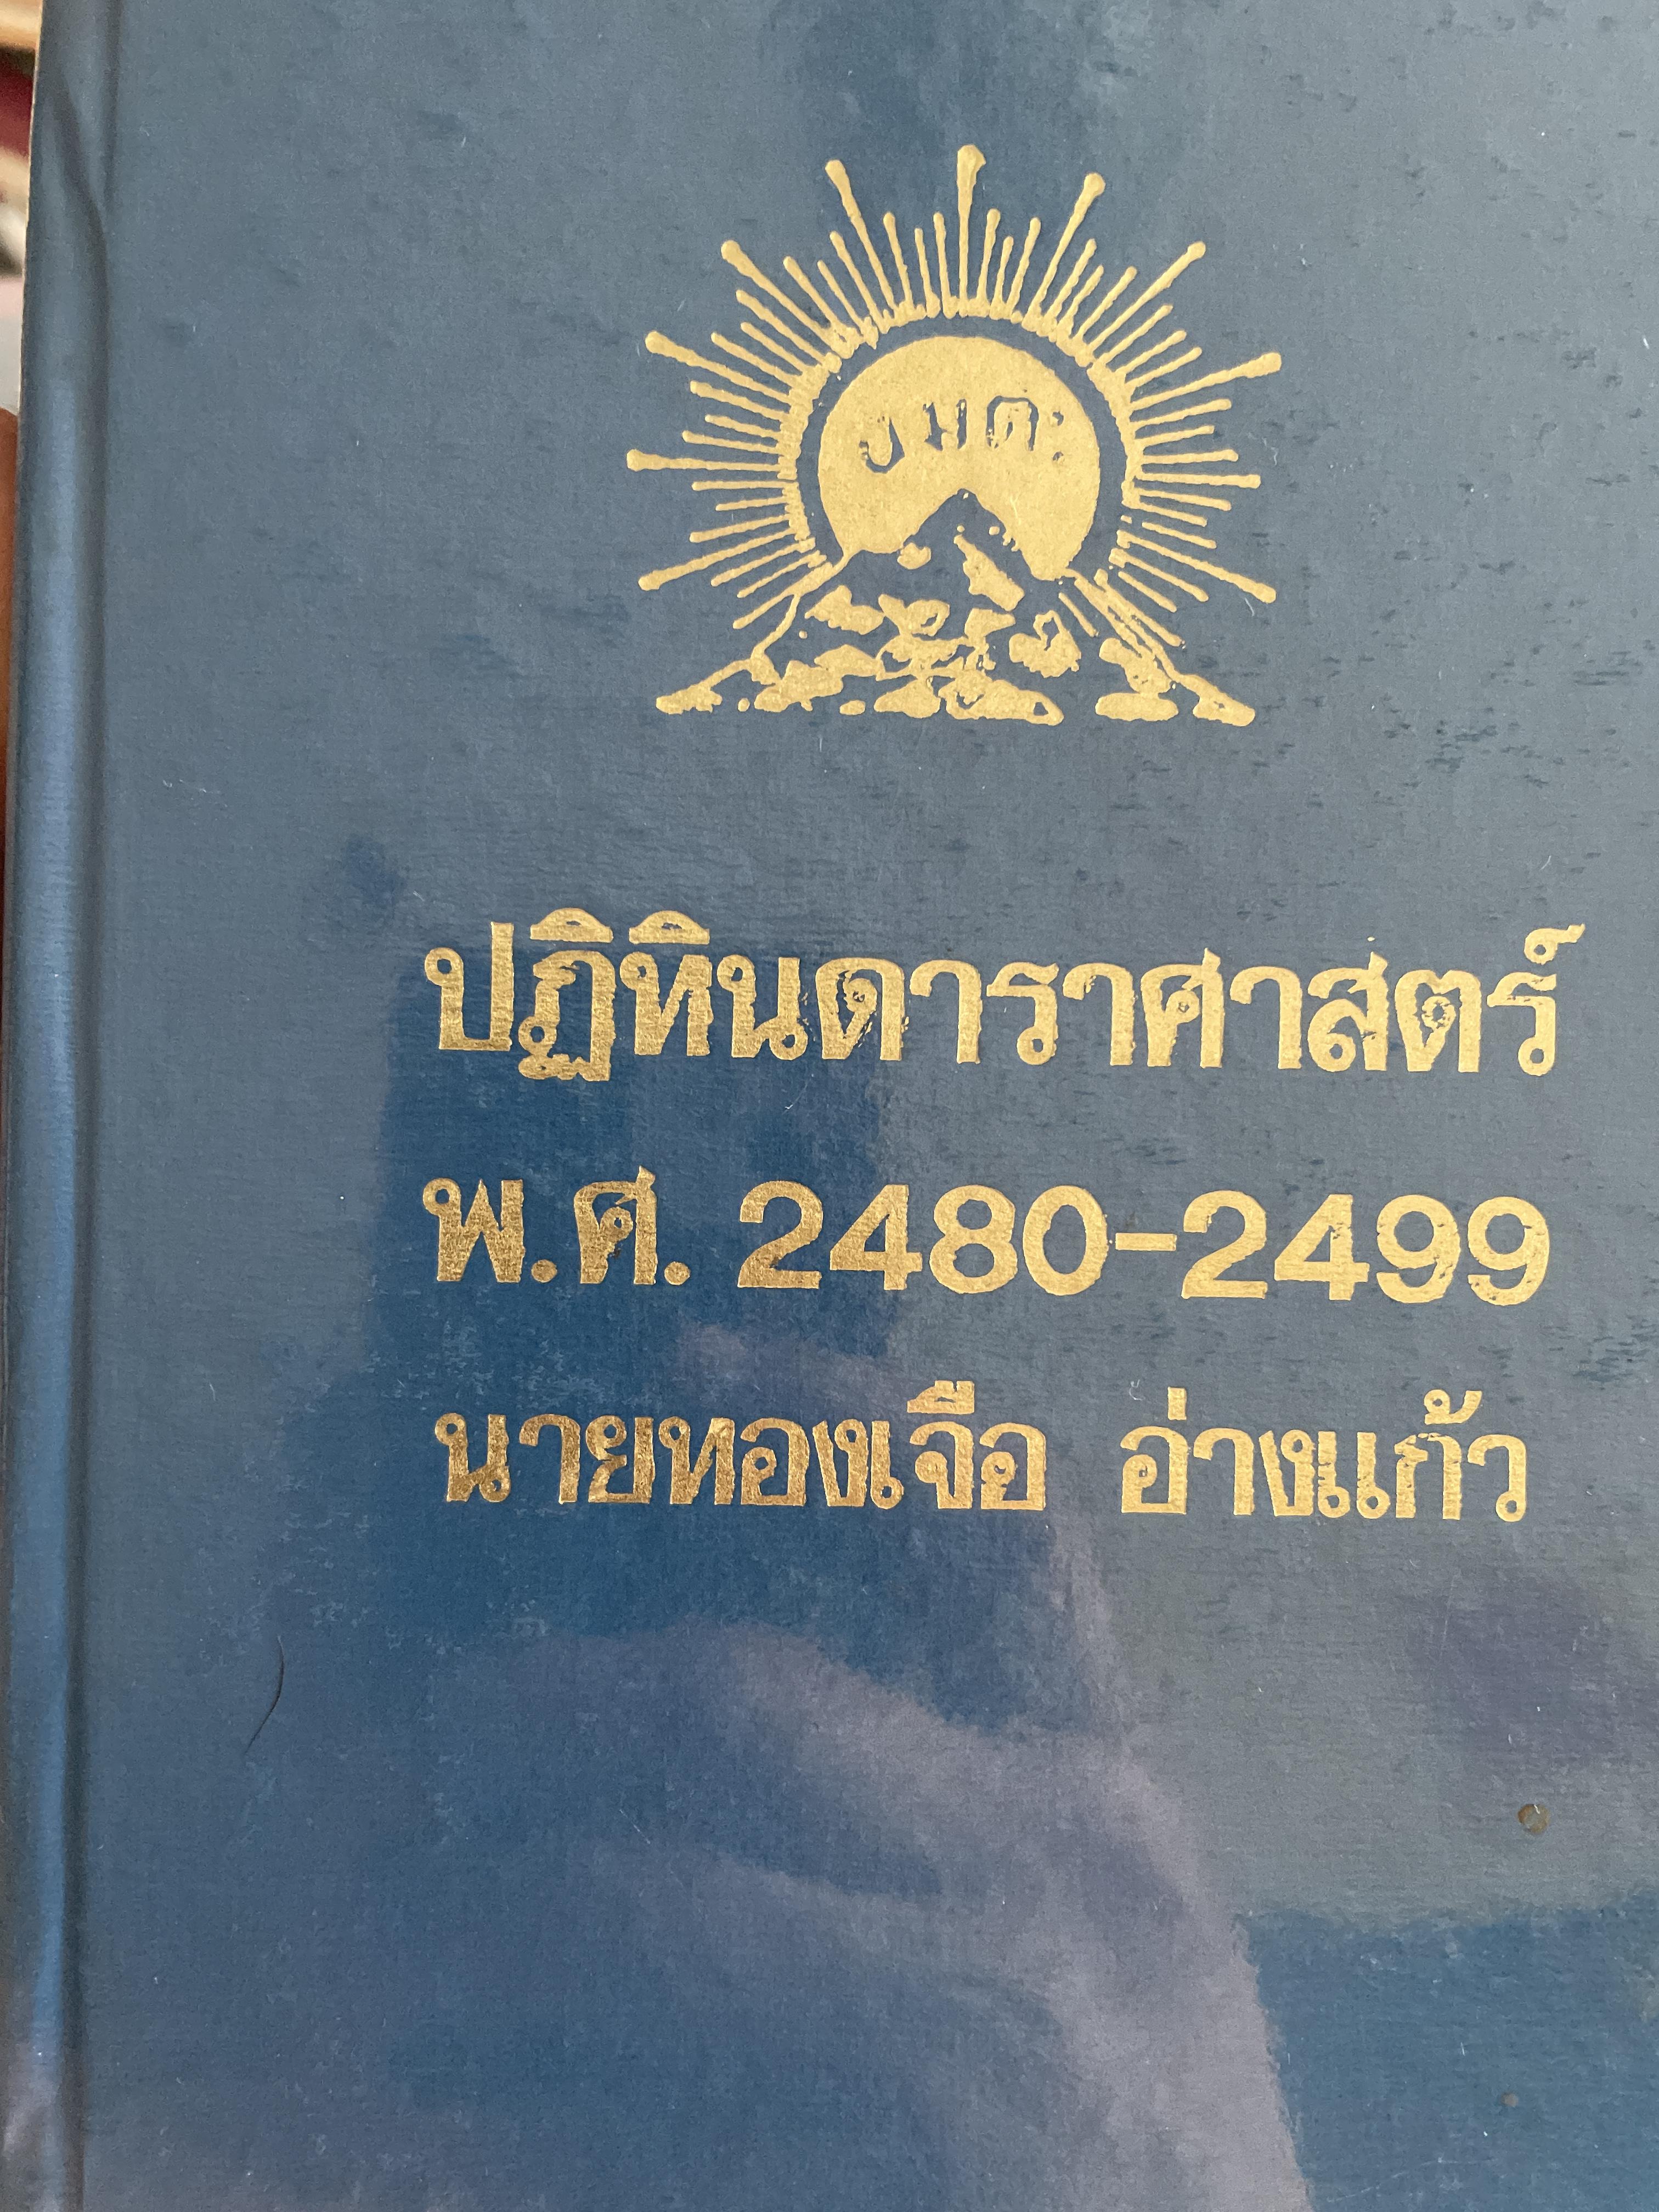 ปฏิทินดาราศาสตร์
พ.ศ. 2480-2499
นายทองเจือ อ่างแก้ว